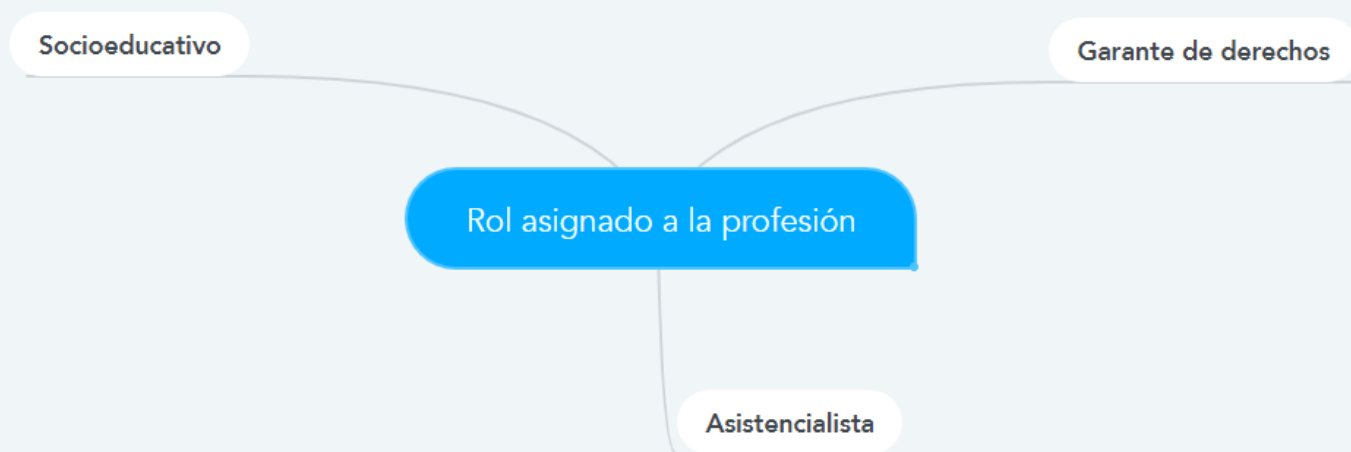 Socioeducativo
Garante de derechos
Rol asignado a la profesión
Asistencialista